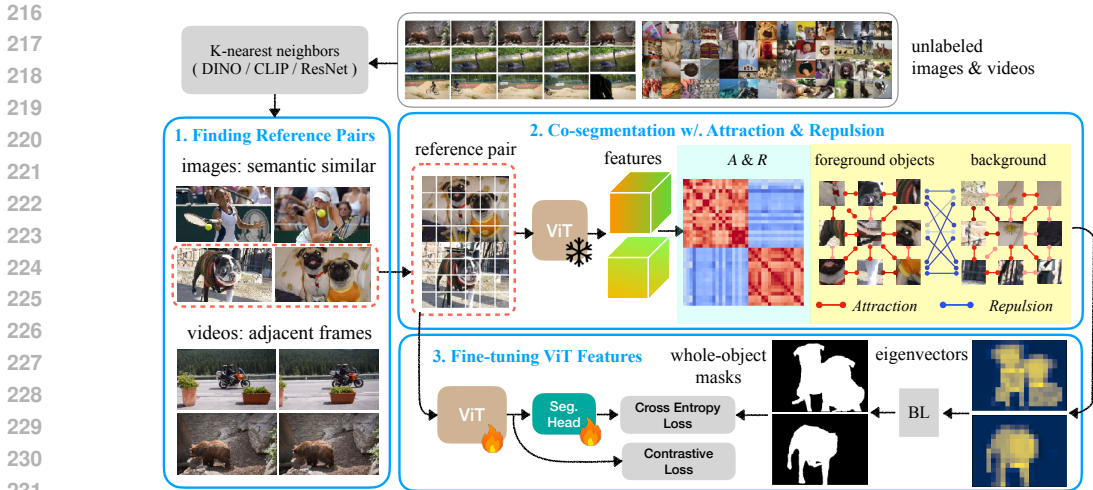 216
217
218
219
220
221
222
223
224
225
226
227
228
229
230
231
K-nearest neighbors
( DINO / CLIP / ResNet )
unlabeled
images & videos
1. Finding Reference Pairs
images: semantic similar
videos: adjacent frames
2. Co-segmentation w/. Attraction & Repulsion
reference pair
features
A & R
foreground objects
background
ViT
Attraction
Repulsion
3. Fine-tuning ViT Features
whole-object
masks
eigenvectors
ViT
Seg.
Head
Cross Entropy
Loss
Contrastive
Loss
BL